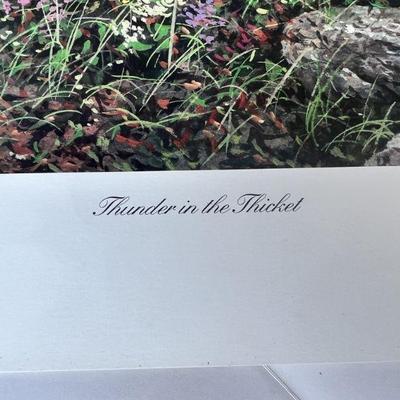 Thunder in the Thicket